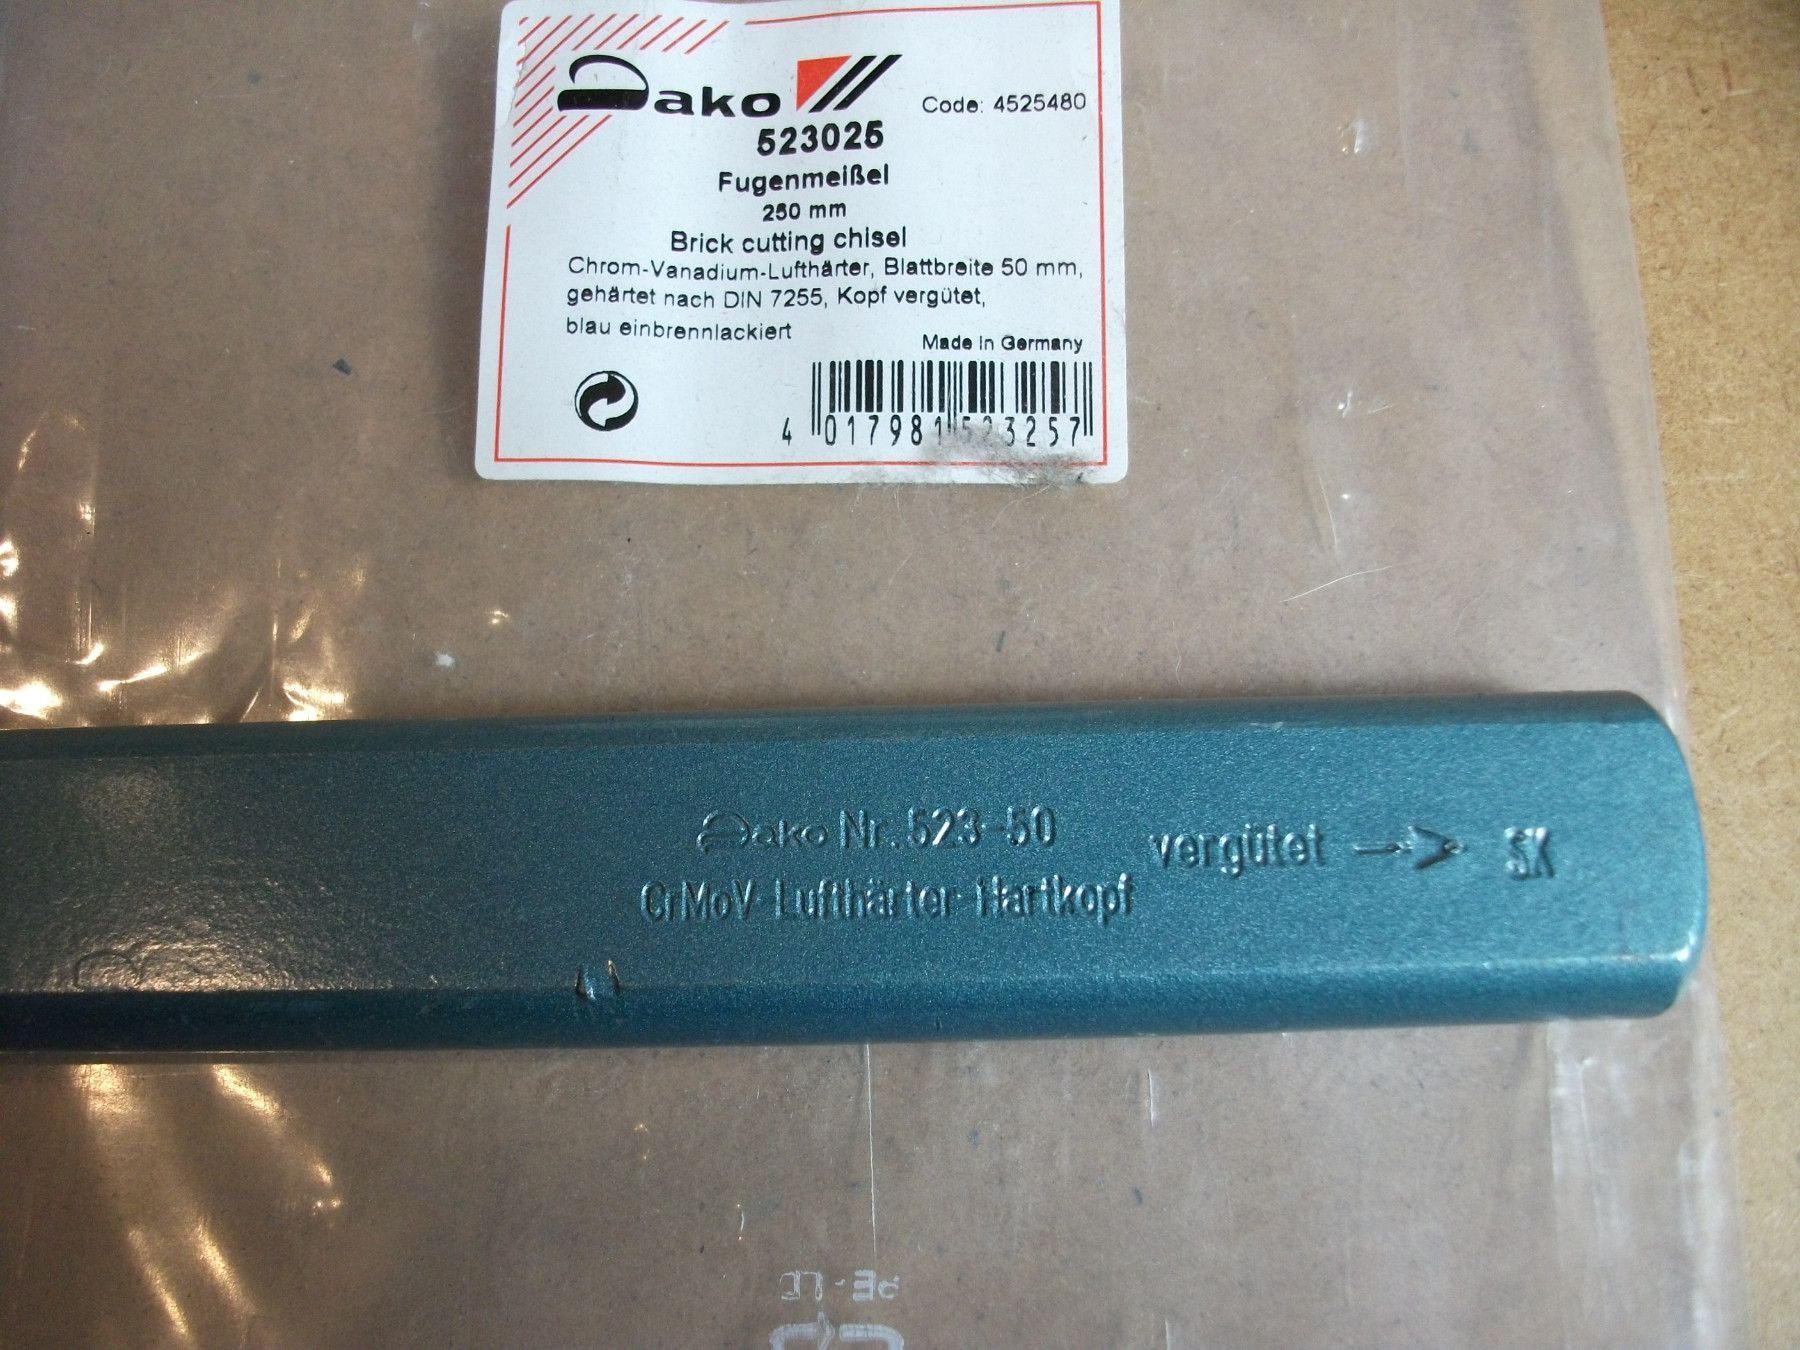 Dako
Code: 4525480
523025
Fugenmeißel
250 mm
Brick cutting chisel
Chrom-Vanadium-Lufthärter, Blattbreite 50 mm,
gehärtet nach DIN 7255, Kopf vergütet,
blau einbrennlackiert
Made in Germany
4 017981 523257
Dako Nr. 523-50
vergütet → SK
CrMoV-Lufthärter-Hartkopf